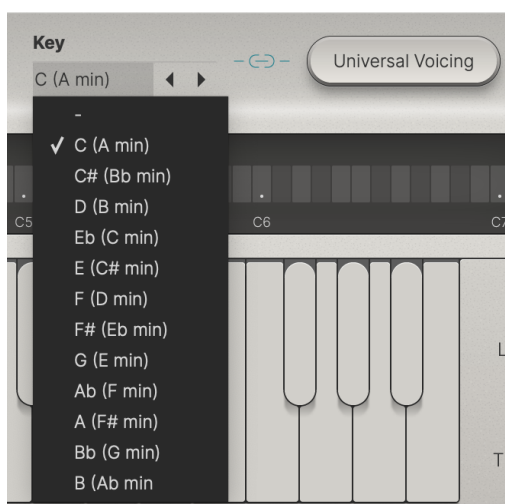 Key
C (A min)
Universal Voicing
-
✓ C (A min)
C# (Bb min)
D (B min)
Eb (C min)
E (C# min)
F (D min)
F# (Eb min)
G (E min)
Ab (F min)
A (F# min)
Bb (G min)
B (Ab min
C5
C6
C7
L
T